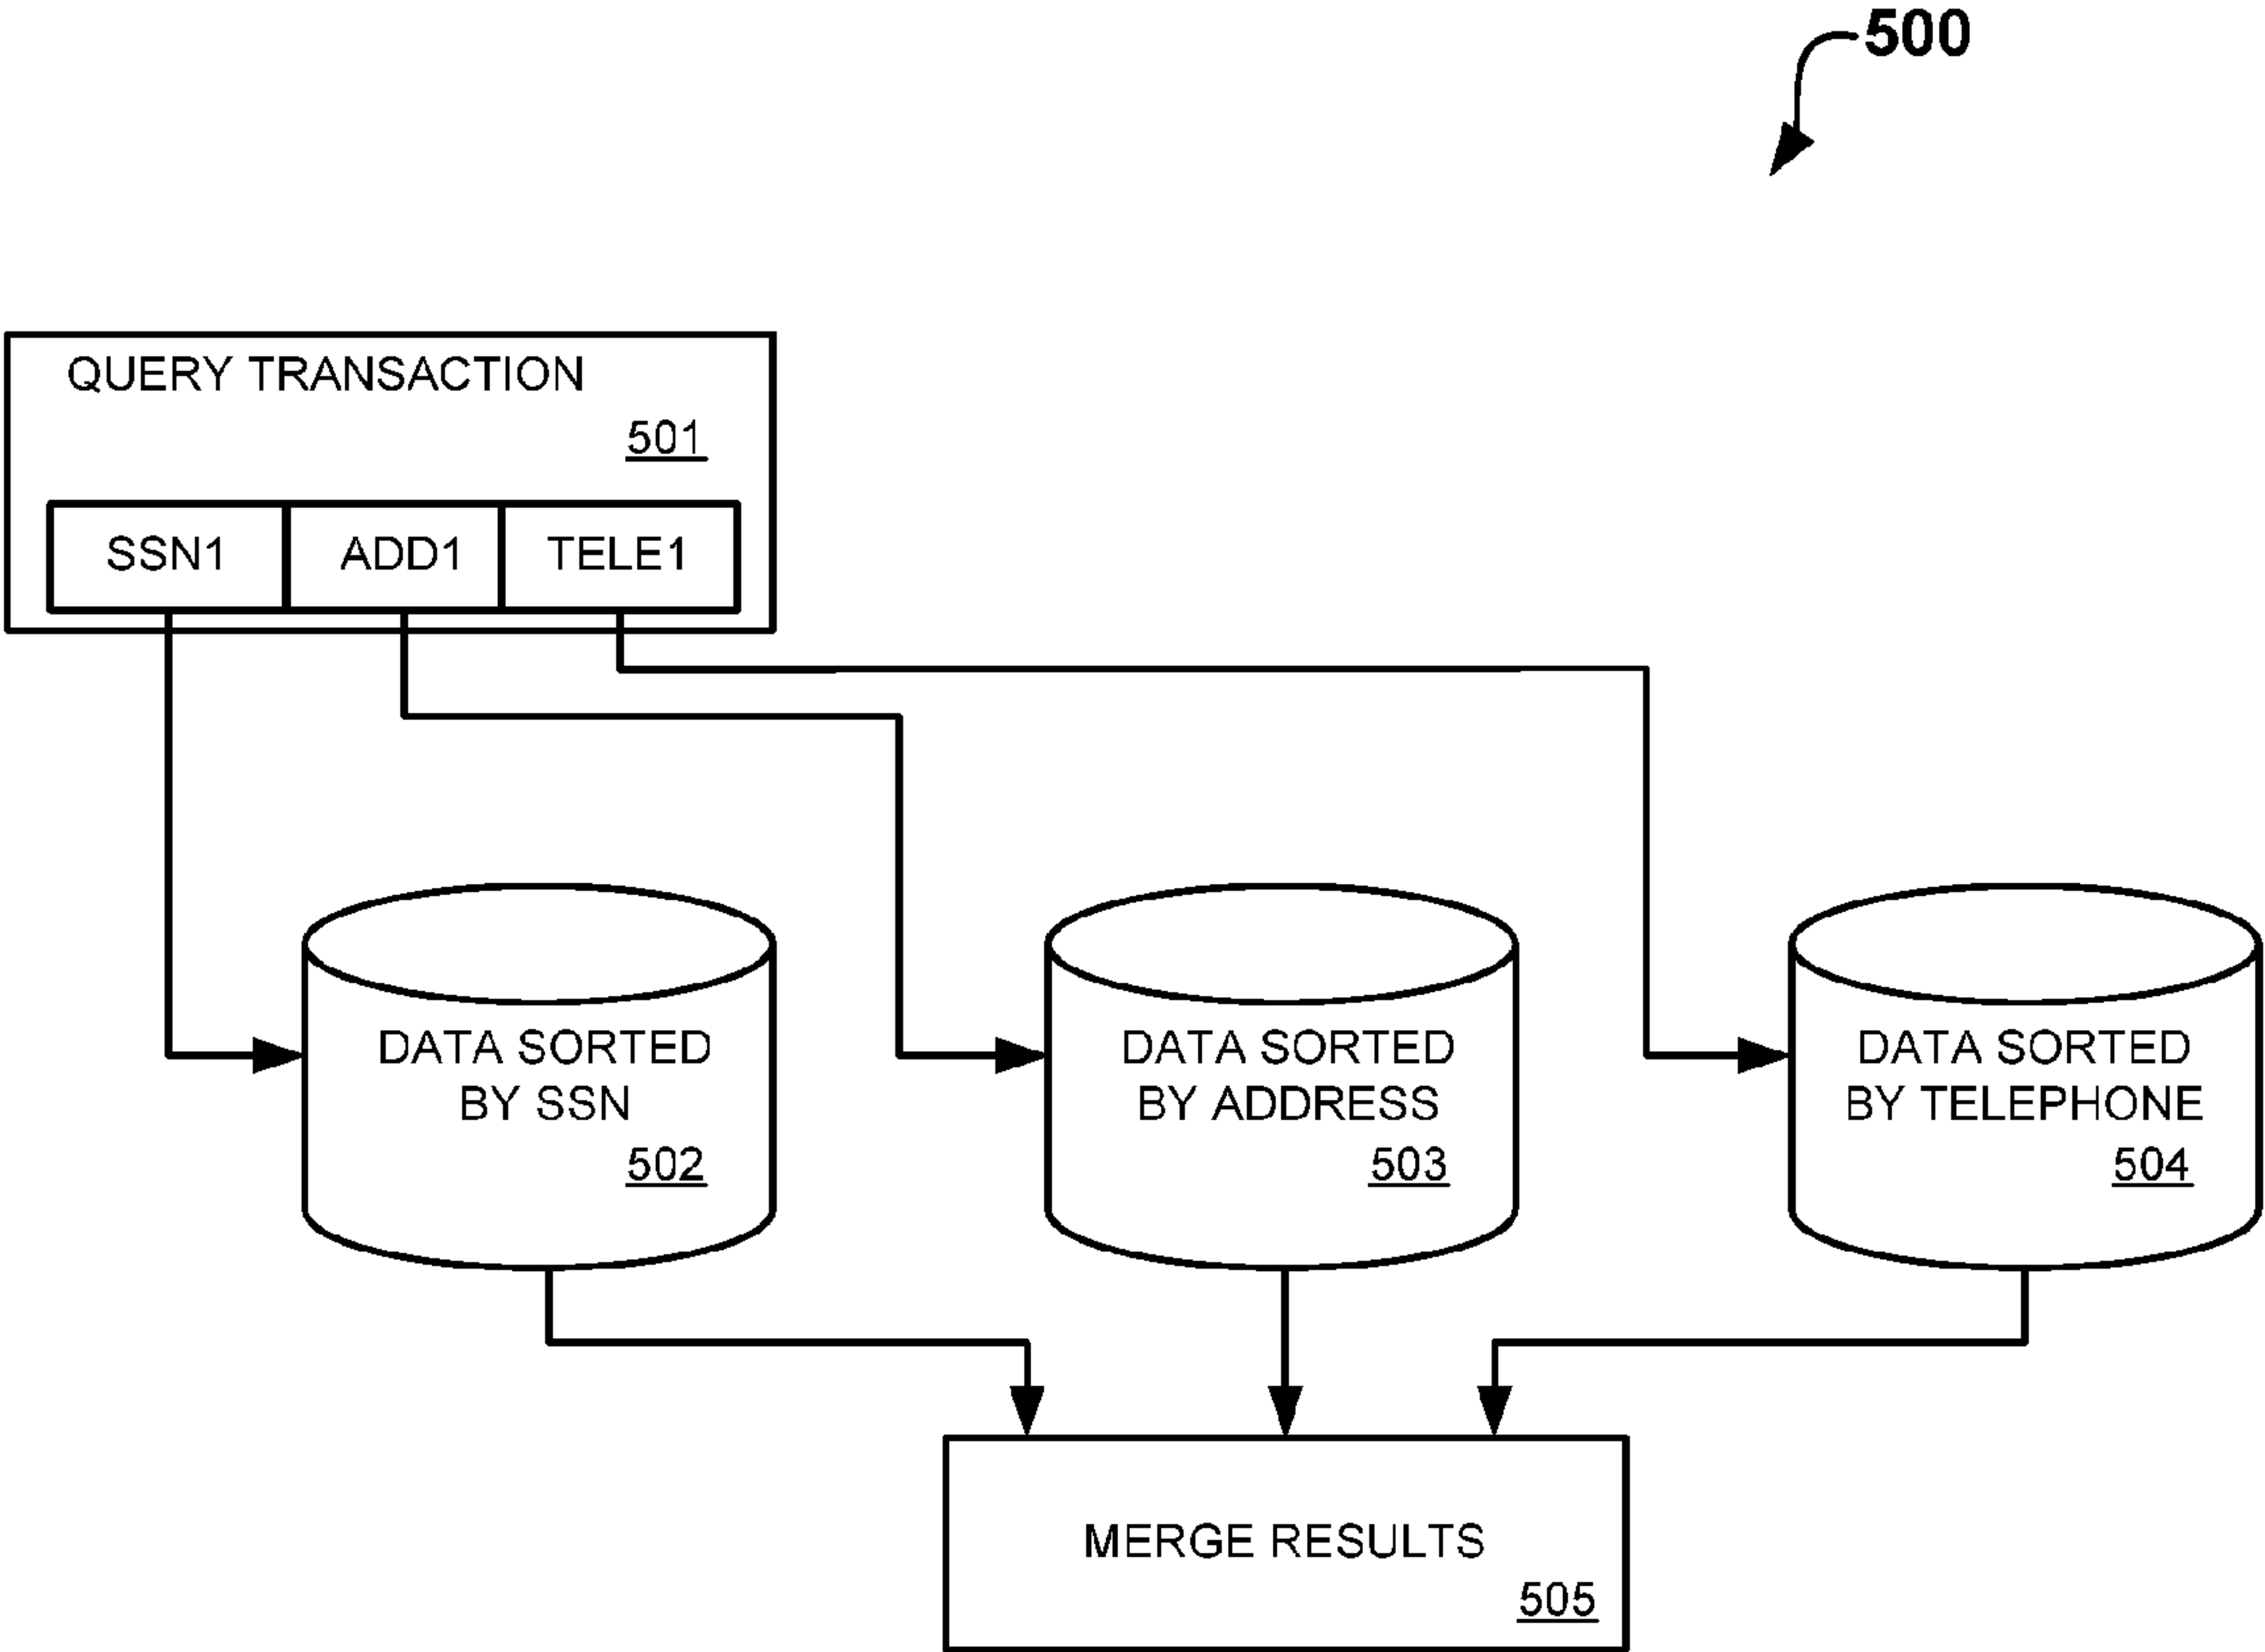 500
QUERY TRANSACTION
501
SSN1 ADD1 TELE1
DATA SORTED
BY SSN
502
DATA SORTED
BY ADDRESS
503
DATA SORTED
BY TELEPHONE
504
MERGE RESULTS
505